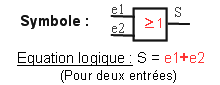 e1
S
Symbole :
≥1
e2
Equation logique : S = e1+e2
(Pour deux entrées)